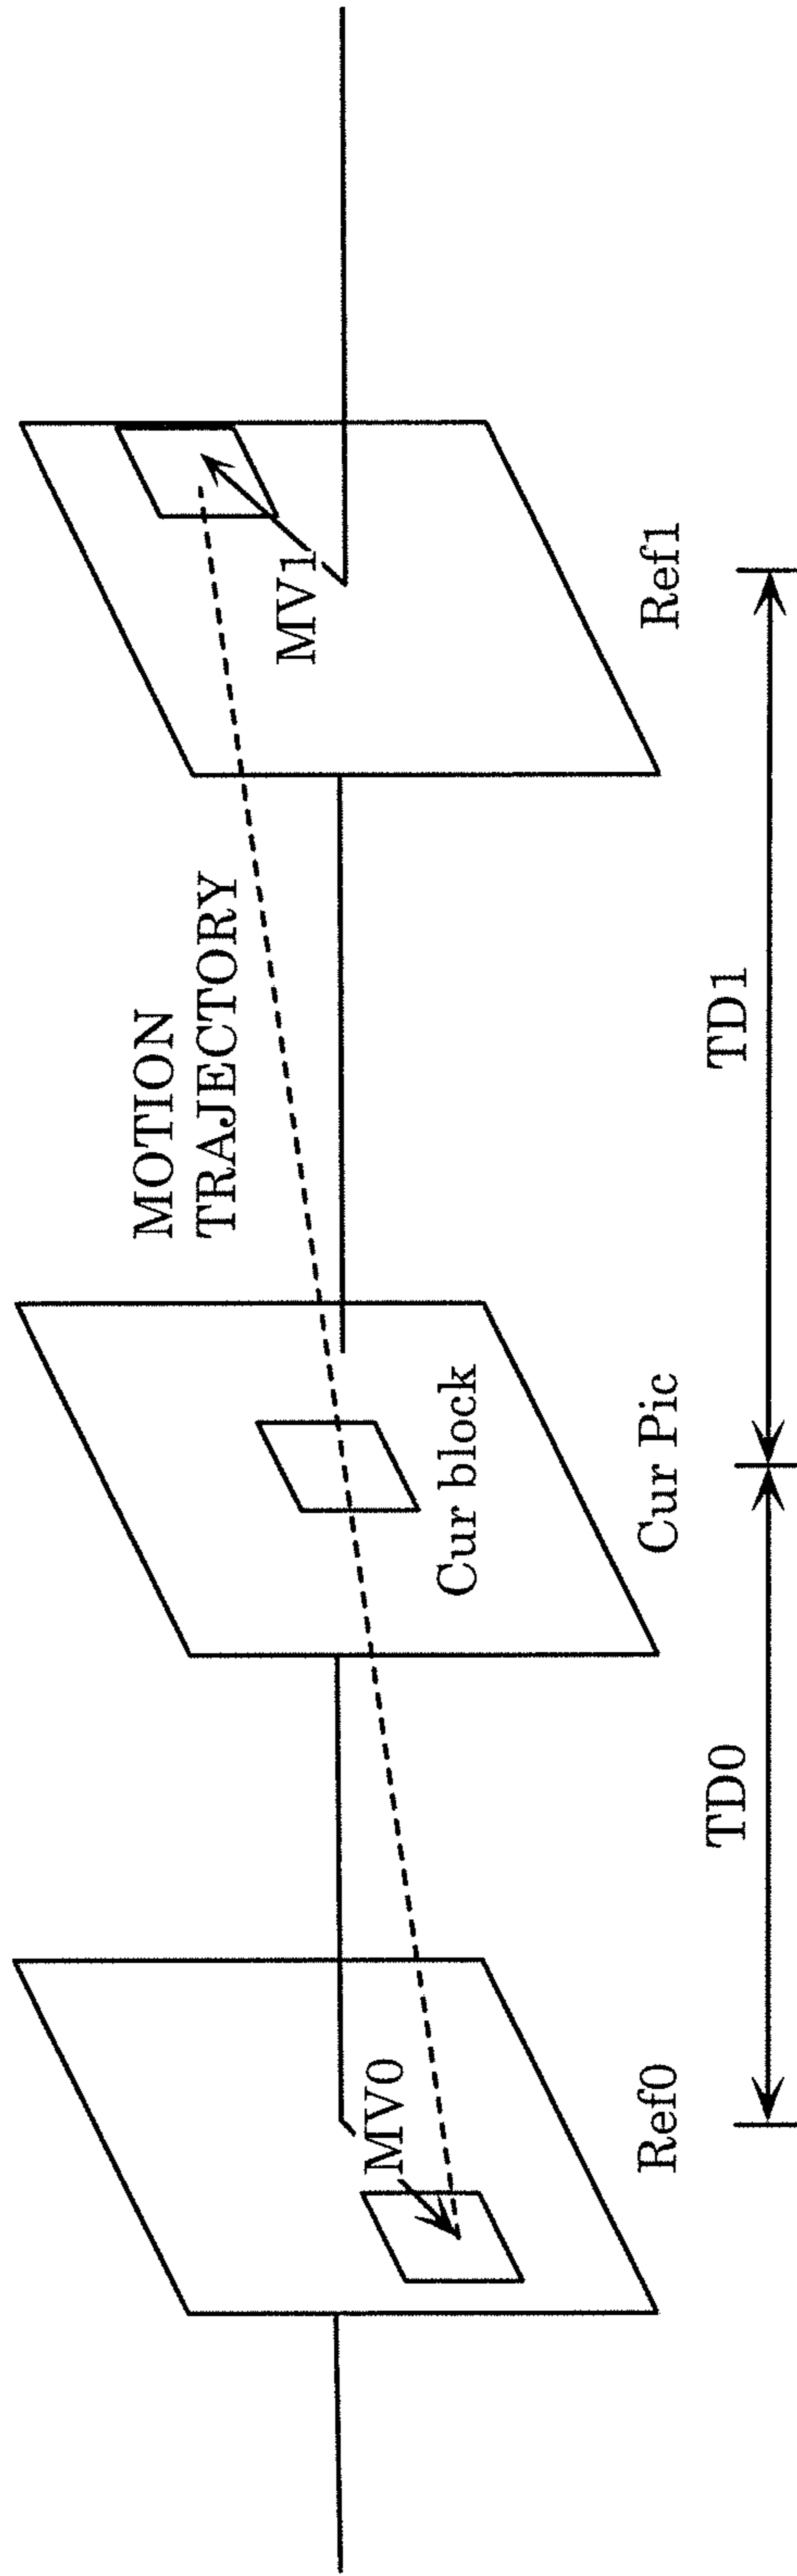 MOTION
TRAJECTORY
MV0
MV1
Cur block
Ref0
Cur Pic
Ref1
TD0
TD1